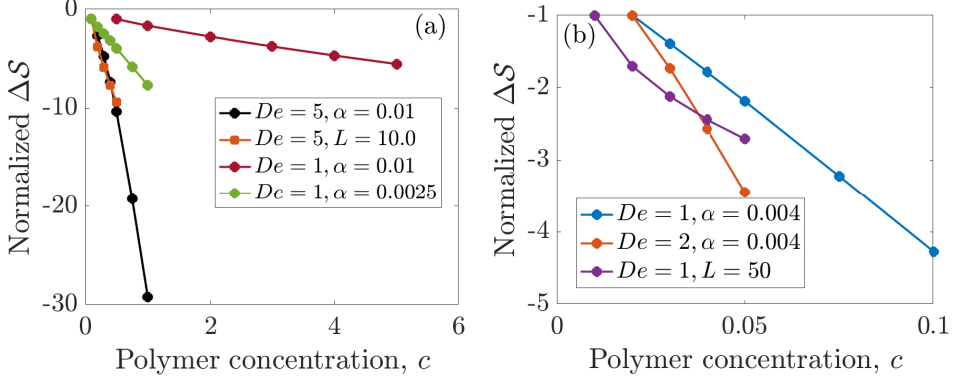 (a)
Normalized ΔS
0
-10
-20
-30
De = 5, α = 0.01
De = 5, L = 10.0
De = 1, α = 0.01
De = 1, α = 0.0025
0 2 4 6
Polymer concentration, c
(b)
Normalized ΔS
-1
-2
-3
-4
-5
De = 1, α = 0.004
De = 2, α = 0.004
De = 1, L = 50
0 0.05 0.1
Polymer concentration, c